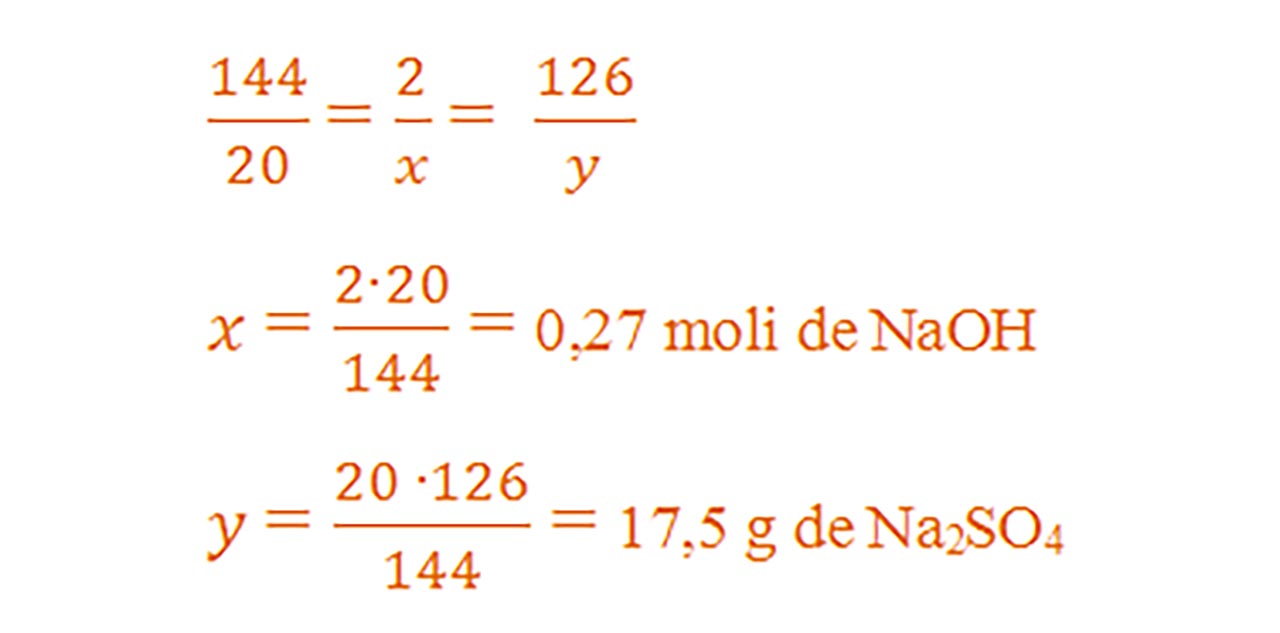 144/20 = 2/x = 126/y
x = 2·20/144 = 0,27 moli de NaOH
y = 20 ·126/144 = 17,5 g de Na₂SO₄